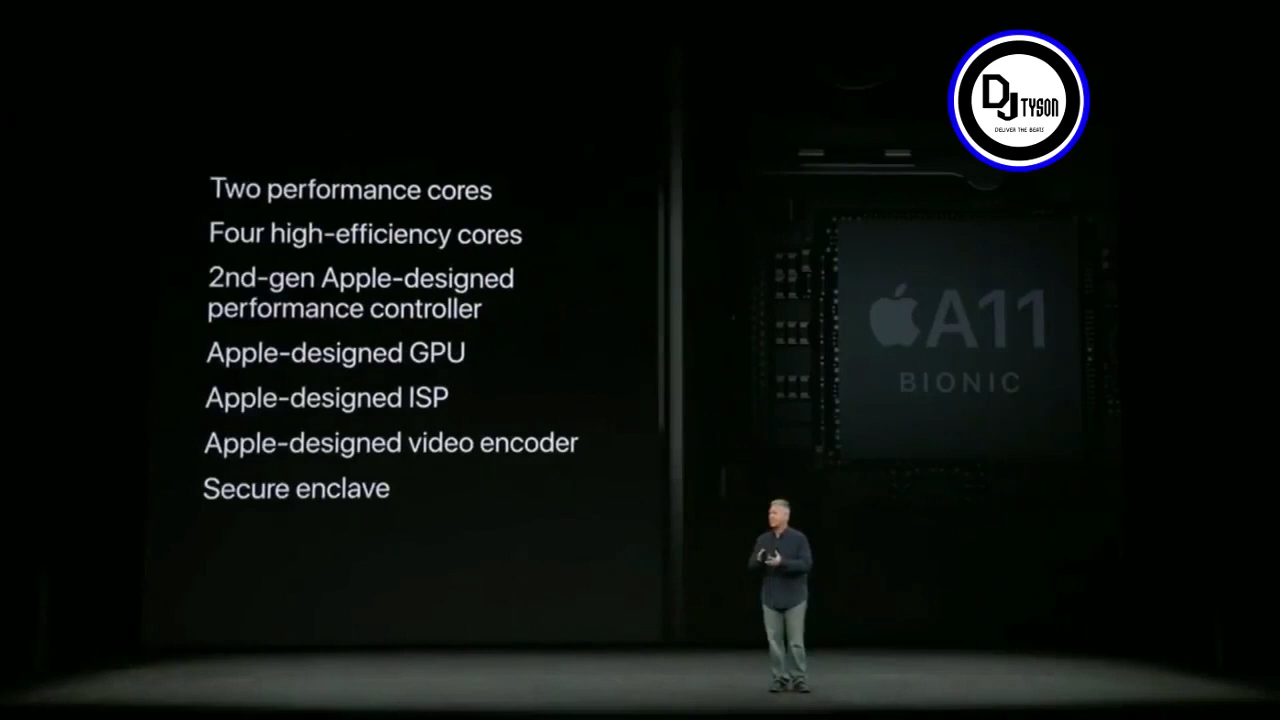 DJ TYSON
DELIVER THE BEATS
Two performance cores
Four high-efficiency cores
2nd-gen Apple-designed
performance controller
Apple-designed GPU
Apple-designed ISP
Apple-designed video encoder
Secure enclave
A11
BIONIC